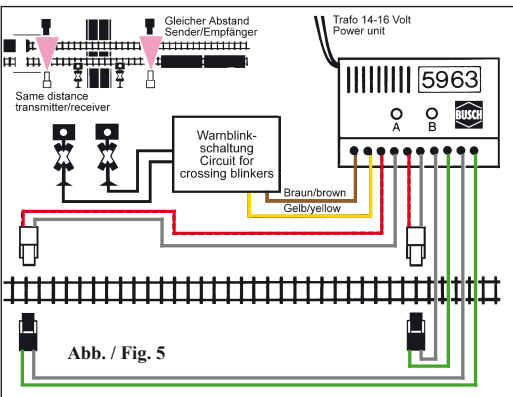 Gleicher Abstand
Sender/Empfänger
Trafo 14-16 Volt
Power unit
5963
Same distance
transmitter/receiver
A
B
BUSCH
Warnblink-
schaltung
Circuit for
crossing blinkers
Braun/brown
Gelb/yellow
Abb. / Fig. 5